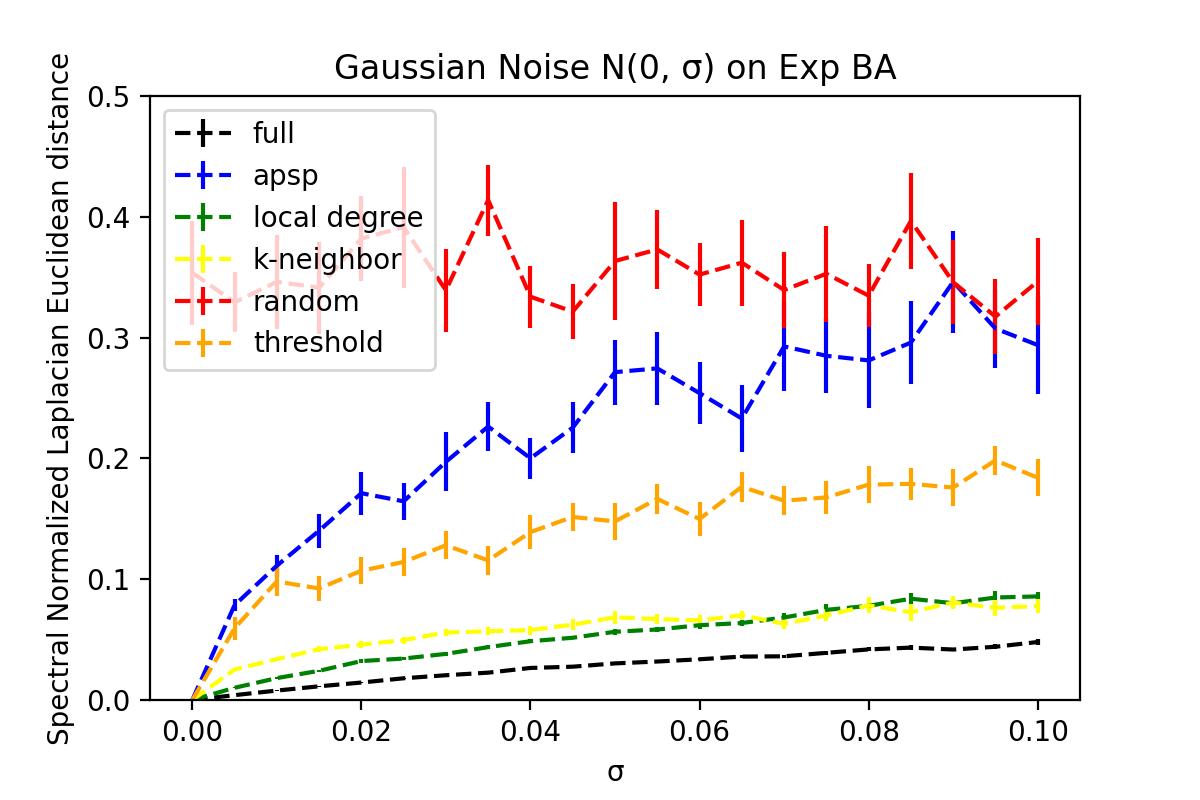 Gaussian Noise N(0, σ) on Exp BA
Spectral Normalized Laplacian Euclidean distance
0.5
0.4
0.3
0.2
0.1
0.0
full
apsp
local degree
k-neighbor
random
threshold
0.00 0.02 0.04 0.06 0.08 0.10
σ